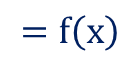 = f(x)